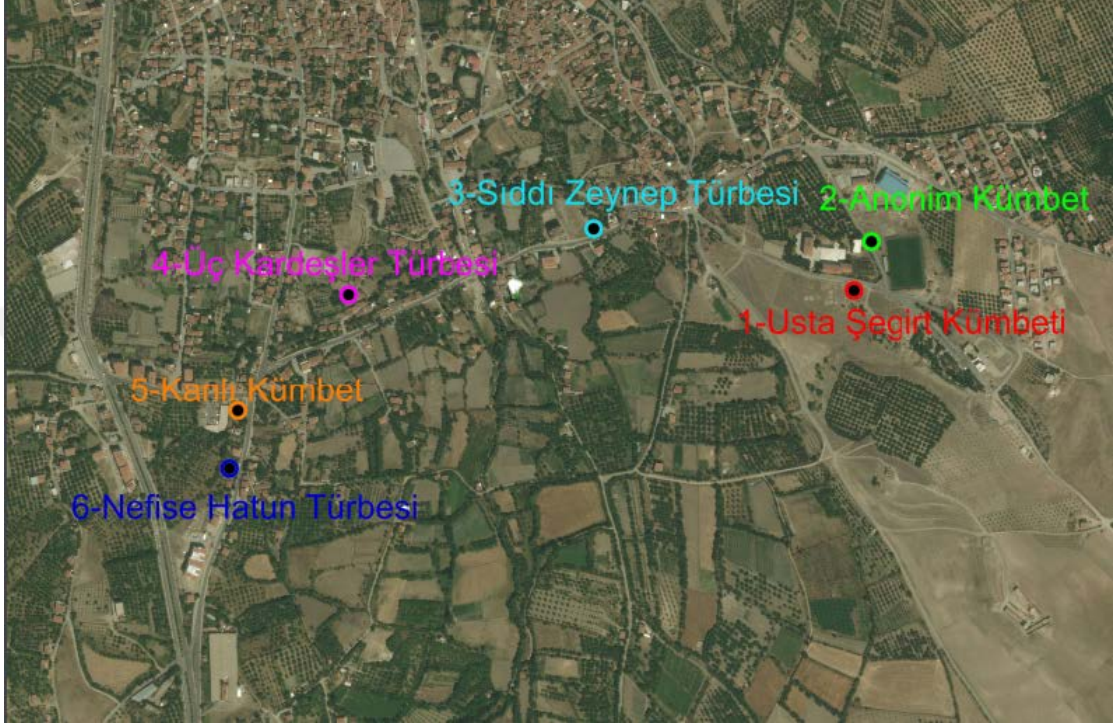 3-Sıddı Zeynep Türbesi
2-Anonim Kümbet
4-Üç Kardeşler Türbesi
1-Usta Şegirt Kümbeti
5-Kanlı Kümbet
6-Nefise Hatun Türbesi